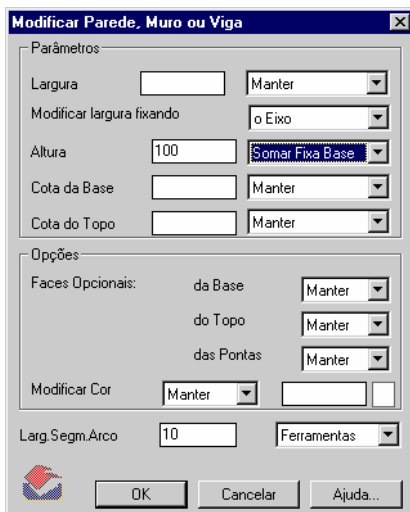 Modificar Parede, Muro ou Viga
Parâmetros
Largura Manter
Modificar largura fixando o Eixo
Altura 100 Somar Fixa Base
Cota da Base Manter
Cota do Topo Manter
Opções
Faces Opcionais: da Base Manter
do Topo Manter
das Pontas Manter
Modificar Cor Manter
Larg.Segm.Arco 10 Ferramentas
OK Cancelar Ajuda...